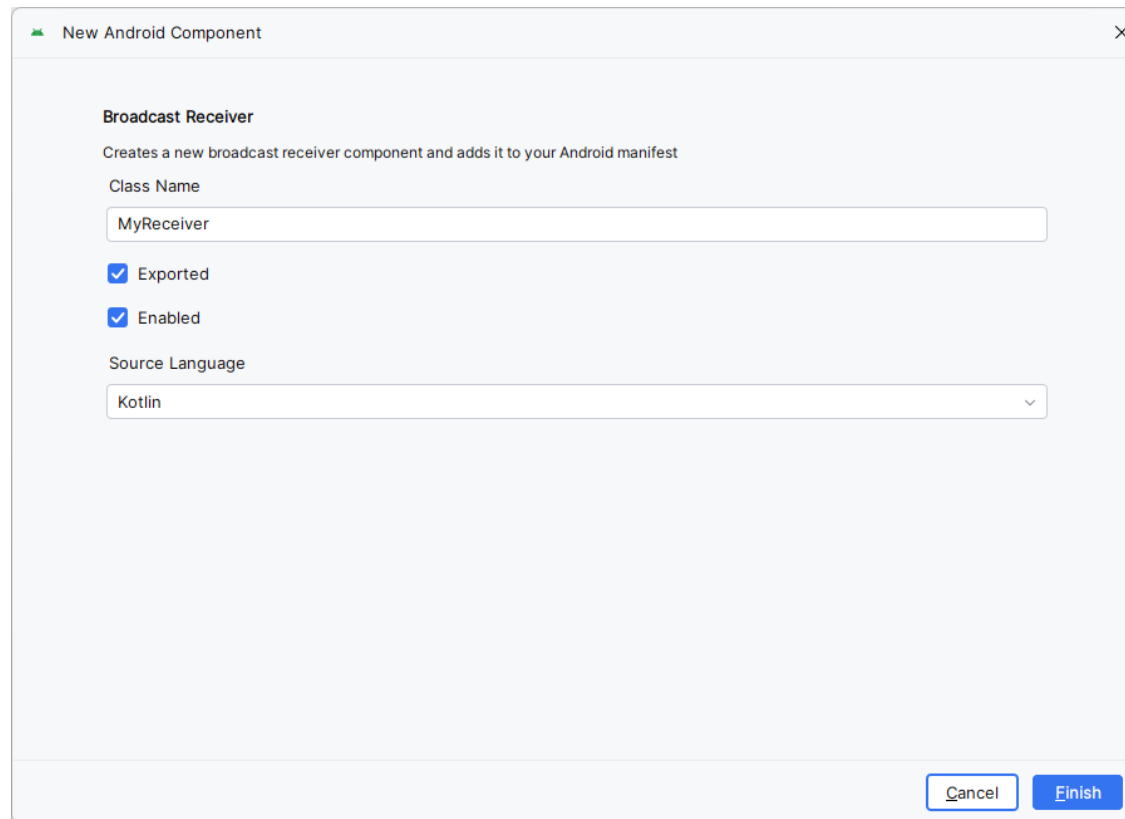 New Android Component
Broadcast Receiver
Creates a new broadcast receiver component and adds it to your Android manifest
Class Name
MyReceiver
Exported
Enabled
Source Language
Kotlin
Cancel Finish